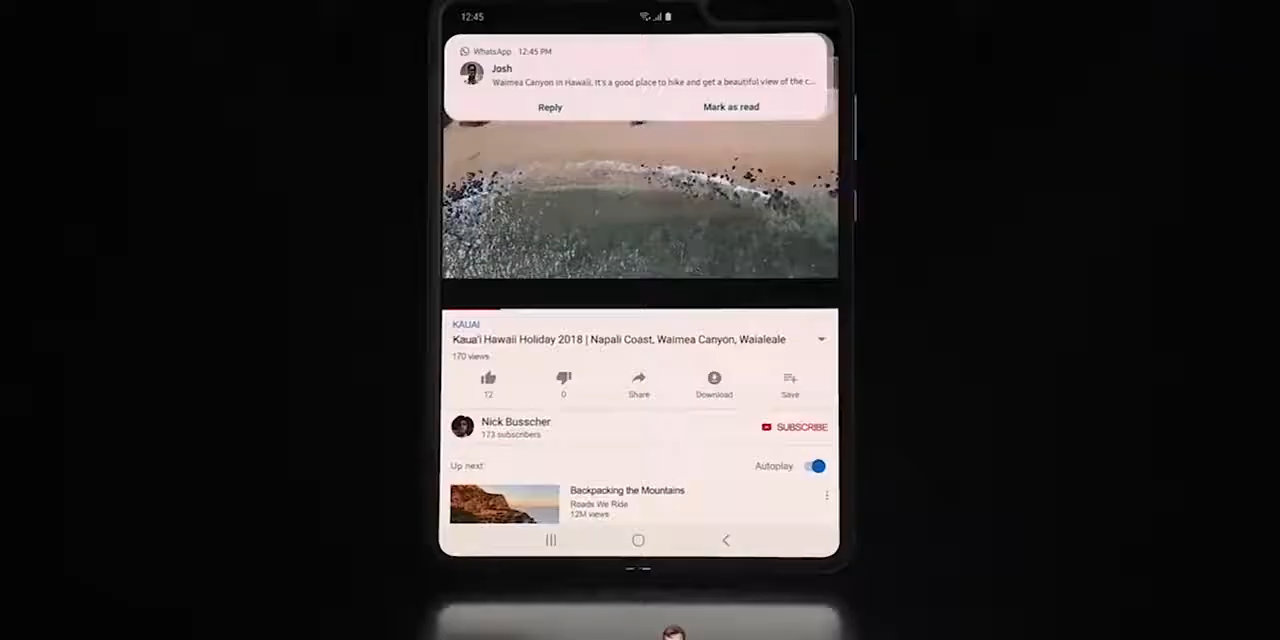 12:45
WhatsApp 12:45 PM
Josh
Waimea Canyon in Hawaii. It's a good place to hike and get a beautiful view of the c...
Reply Mark as read
KAUAI
Kaua'i Hawaii Holiday 2018 | Napali Coast, Waimea Canyon, Waialeale
170 views
12 0 Share Download Save
Nick Busscher
173 subscribers
SUBSCRIBE
Up next Autoplay
Backpacking the Mountains
Roads We Ride
12M views